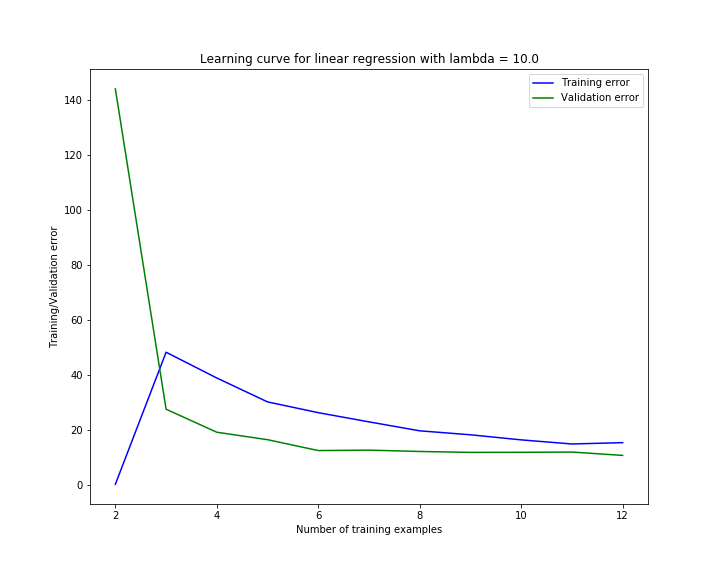 Learning curve for linear regression with lambda = 10.0
Training error
Validation error
140
120
100
80
60
40
20
0
Training/Validation error
2
4
6
8
10
12
Number of training examples